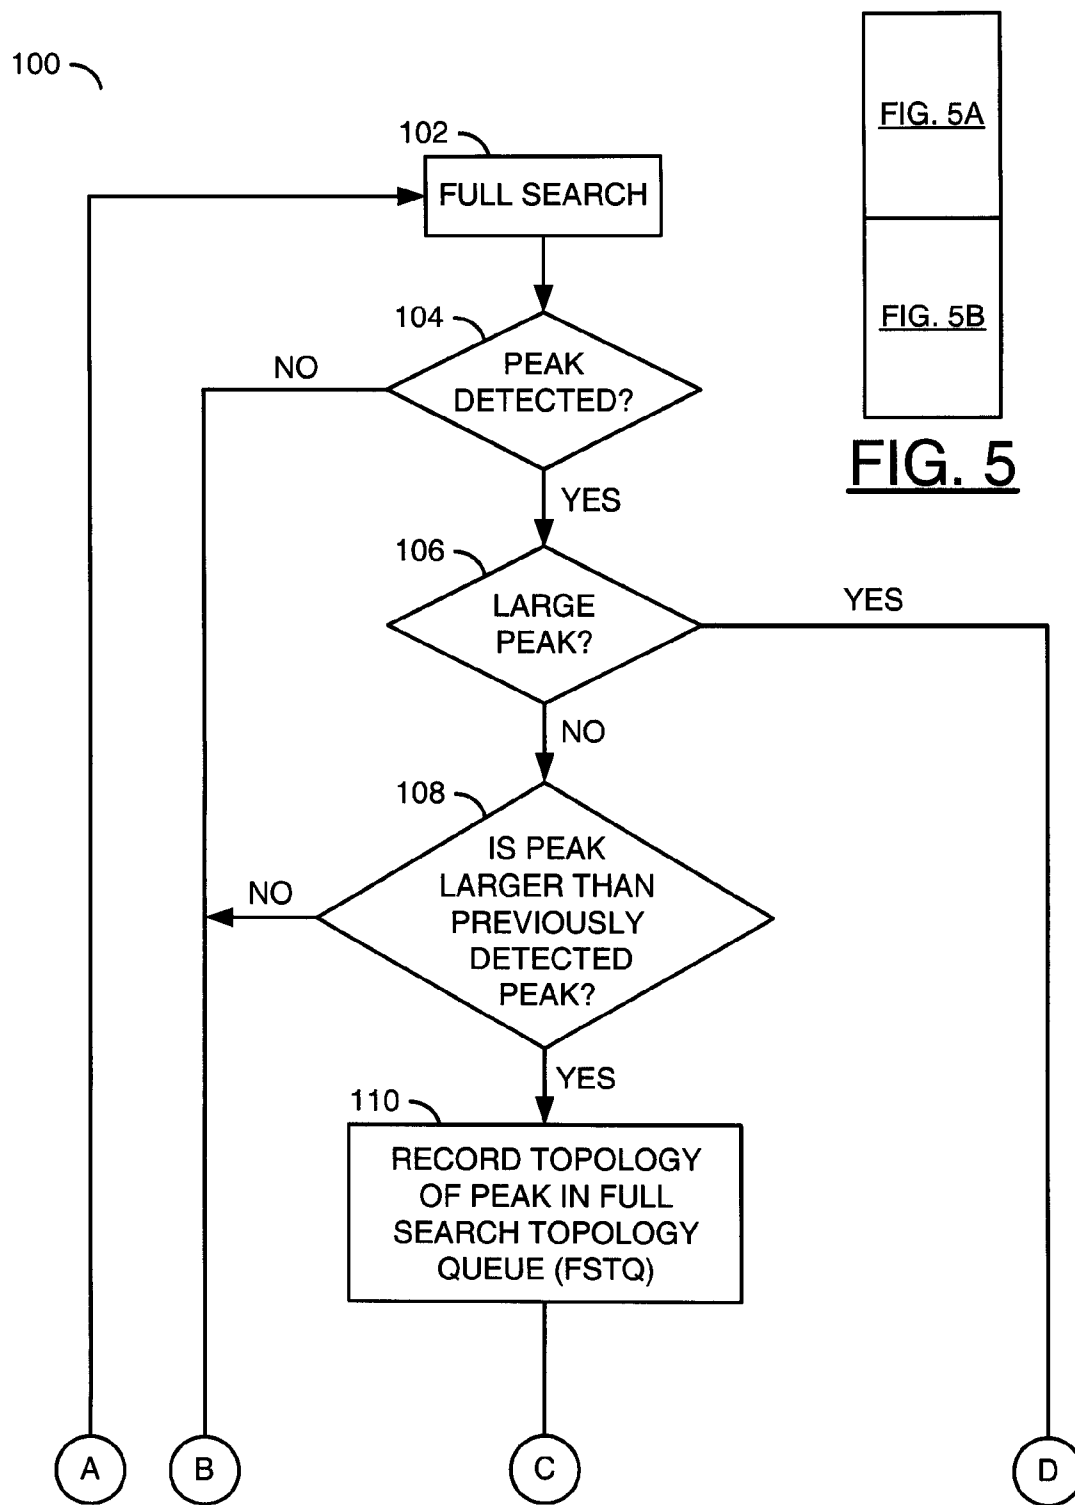 100
FIG. 5A
FIG. 5B
FIG. 5
102
FULL SEARCH
104
PEAK
DETECTED?
NO
YES
106
LARGE
PEAK?
YES
NO
108
IS PEAK
LARGER THAN
PREVIOUSLY
DETECTED
PEAK?
NO
YES
110
RECORD TOPOLOGY
OF PEAK IN FULL
SEARCH TOPOLOGY
QUEUE (FSTQ)
A
B
C
D